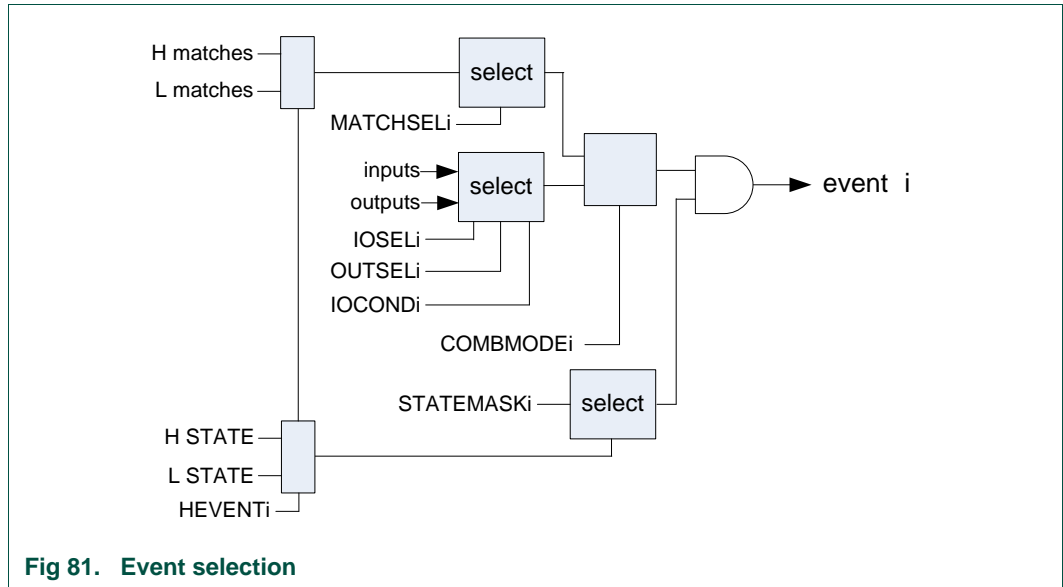 H matches
L matches
select
MATCHSELi
inputs
outputs
select
IOSELi
OUTSELi
IOCONDi
event i
COMBMODEi
STATEMASKi
select
H STATE
L STATE
HEVENTi
Fig 81. Event selection